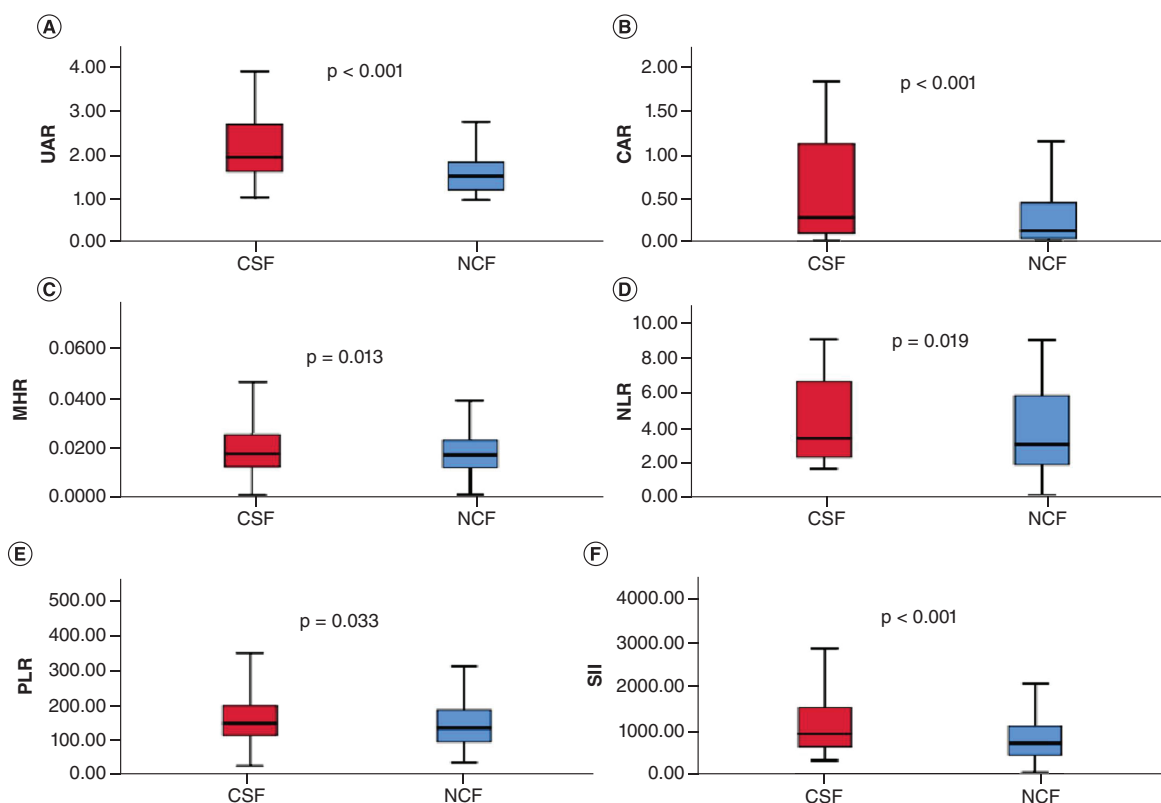 A
UAR
4.00
3.00
2.00
1.00
0.00
p < 0.001
CSF
NCF
B
CAR
2.00
1.50
1.00
0.50
0.00
p < 0.001
CSF
NCF
C
MHR
0.0600
0.0400
0.0200
0.0000
p = 0.013
CSF
NCF
D
NLR
10.00
8.00
6.00
4.00
2.00
0.00
p = 0.019
CSF
NCF
E
PLR
500.00
400.00
300.00
200.00
100.00
0.00
p = 0.033
CSF
NCF
F
SII
4000.00
3000.00
2000.00
1000.00
0.00
p < 0.001
CSF
NCF